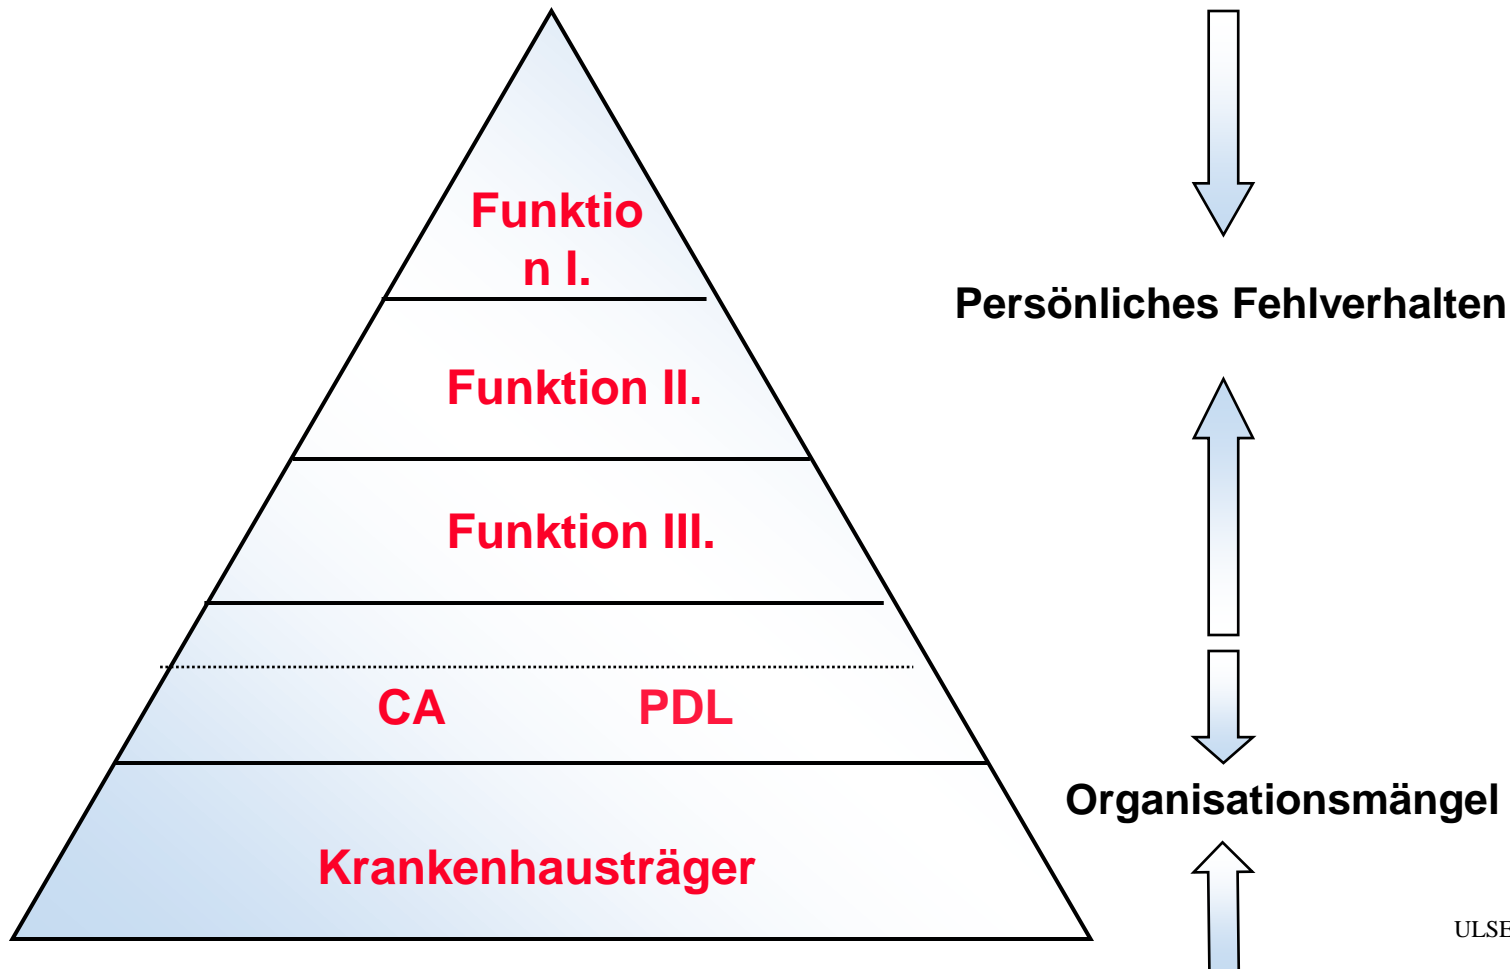 Funktio
n I.
Persönliches Fehlverhalten
Funktion II.
Funktion III.
CA PDL
Organisationsmängel
Krankenhausträger
ULSE